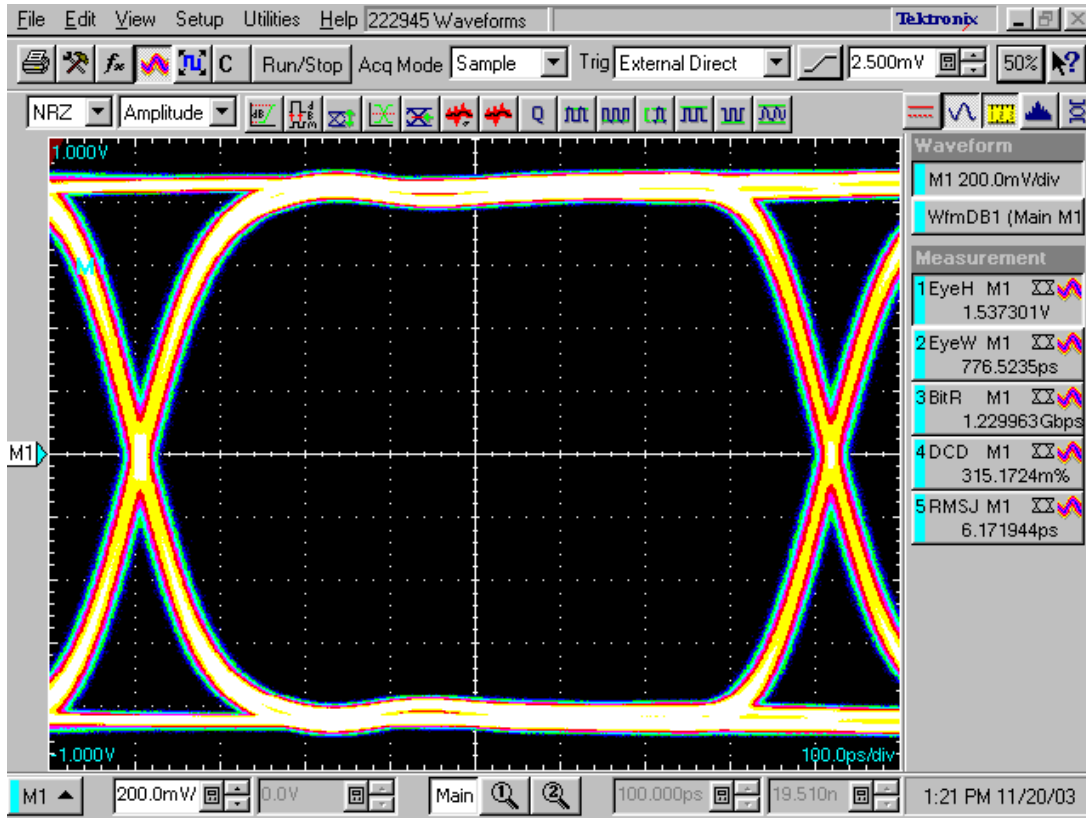 File Edit View Setup Utilities Help 222945 Waveforms Tektronix
C Run/Stop Acq Mode Sample Trig External Direct 2.500mV 50%
NRZ Amplitude Q
1.000V
M1
-1.000V
100.0ps/div
Waveform
M1 200.0mV/div
WfmDB1 (Main M1
Measurement
1 EyeH M1
1.537301V
2 EyeW M1
776.5235ps
3 BitR M1
1.229963Gbps
4 DCD M1
315.1724m%
5 RMSJ M1
6.171944ps
M1 200.0mV/ 0.0V Main 1 2 100.000ps 19.510n 1:21 PM 11/20/03